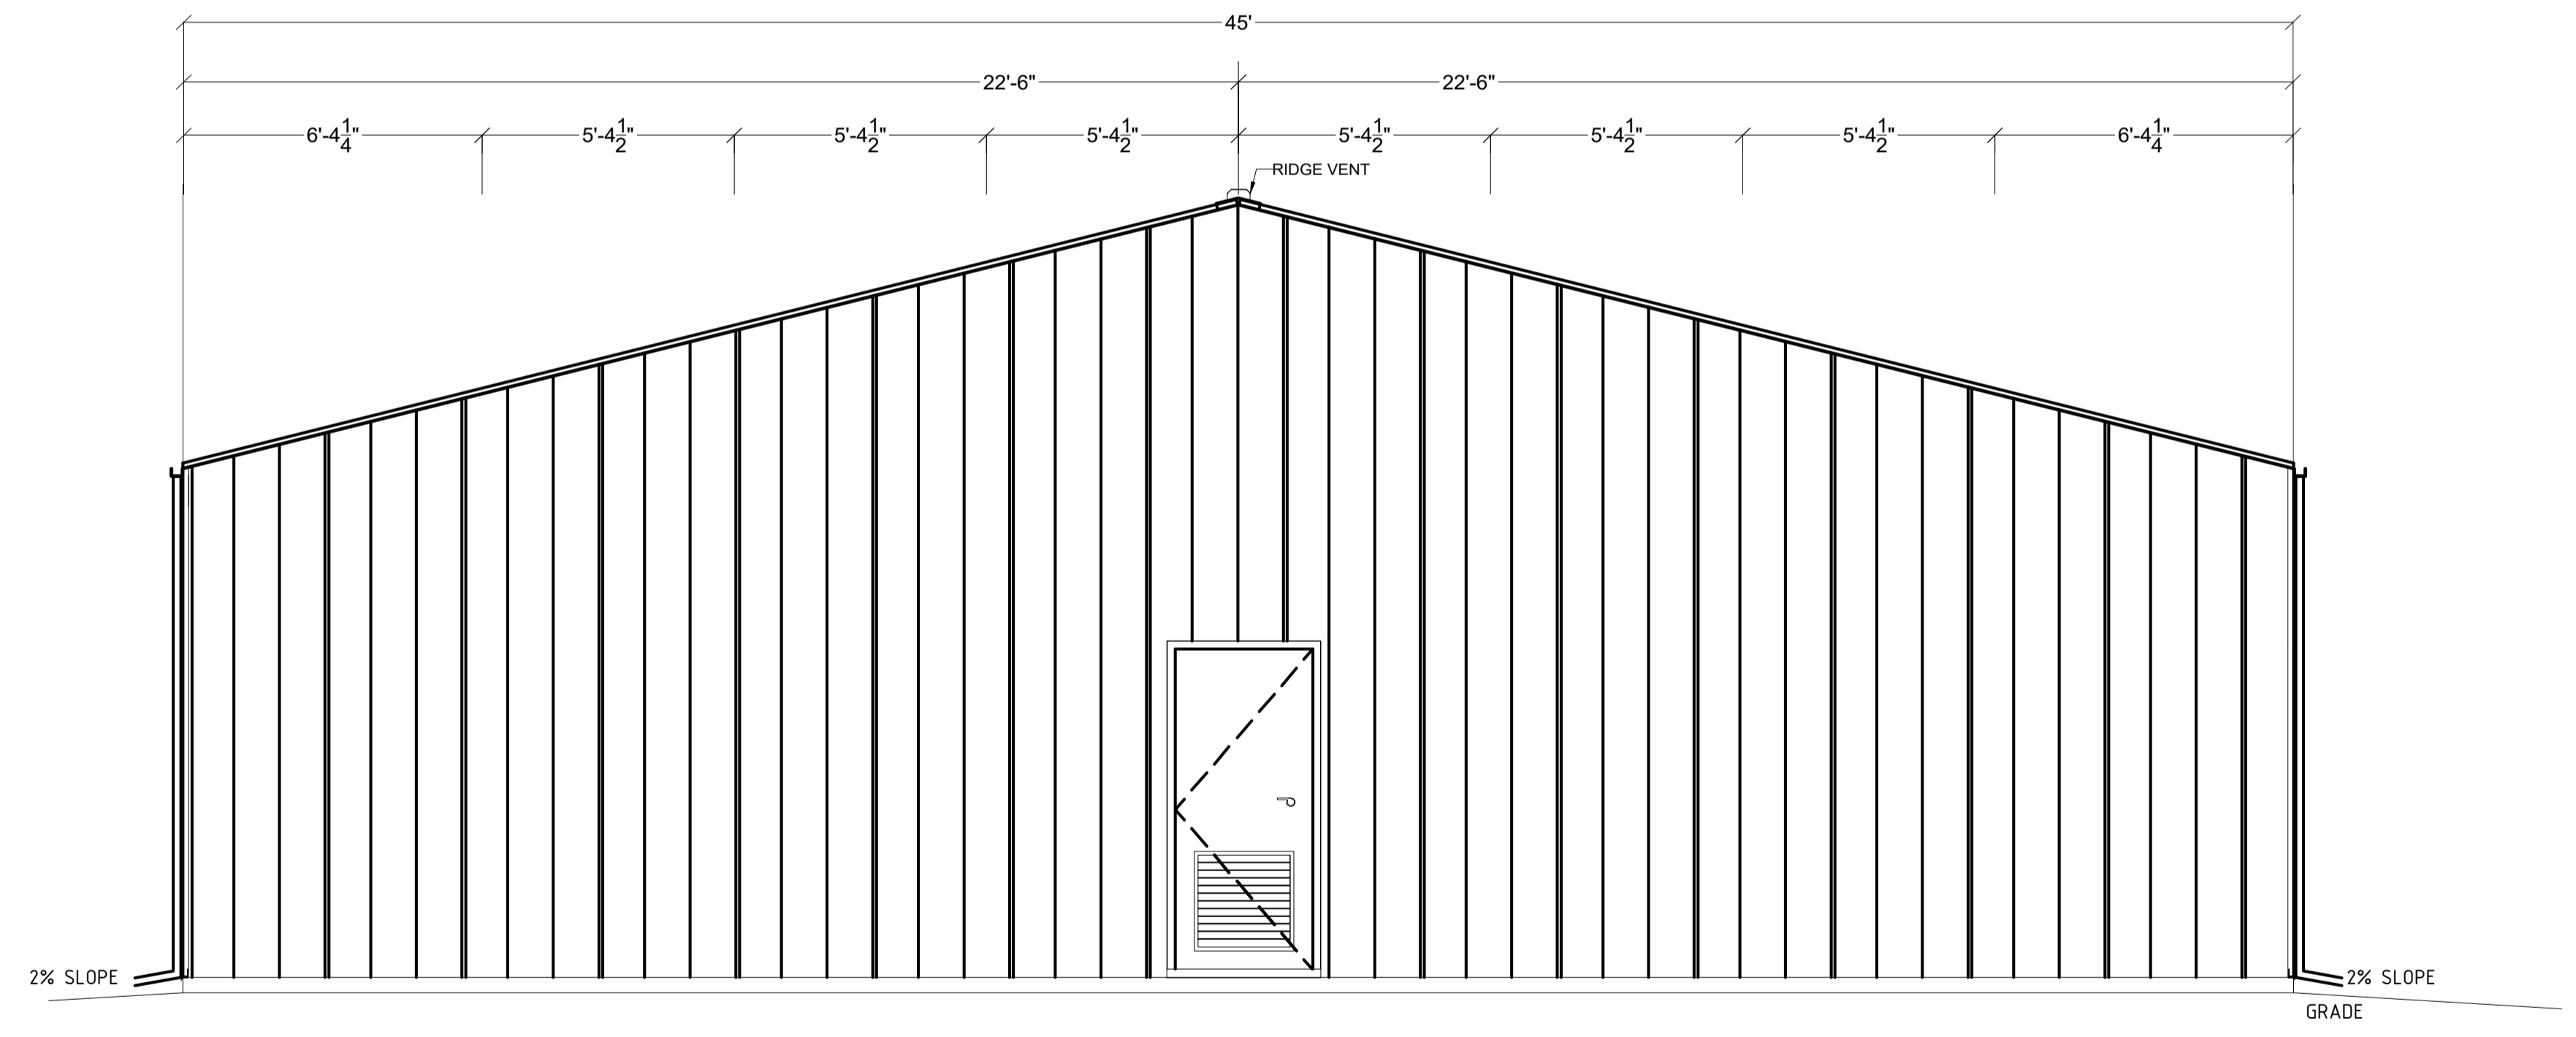 45'
22'-6" 22'-6"
6'-4 1/4" 5'-4 1/2" 5'-4 1/2" 5'-4 1/2" 5'-4 1/2" 5'-4 1/2" 5'-4 1/2" 6'-4 1/4"
RIDGE VENT
2% SLOPE 2% SLOPE
GRADE